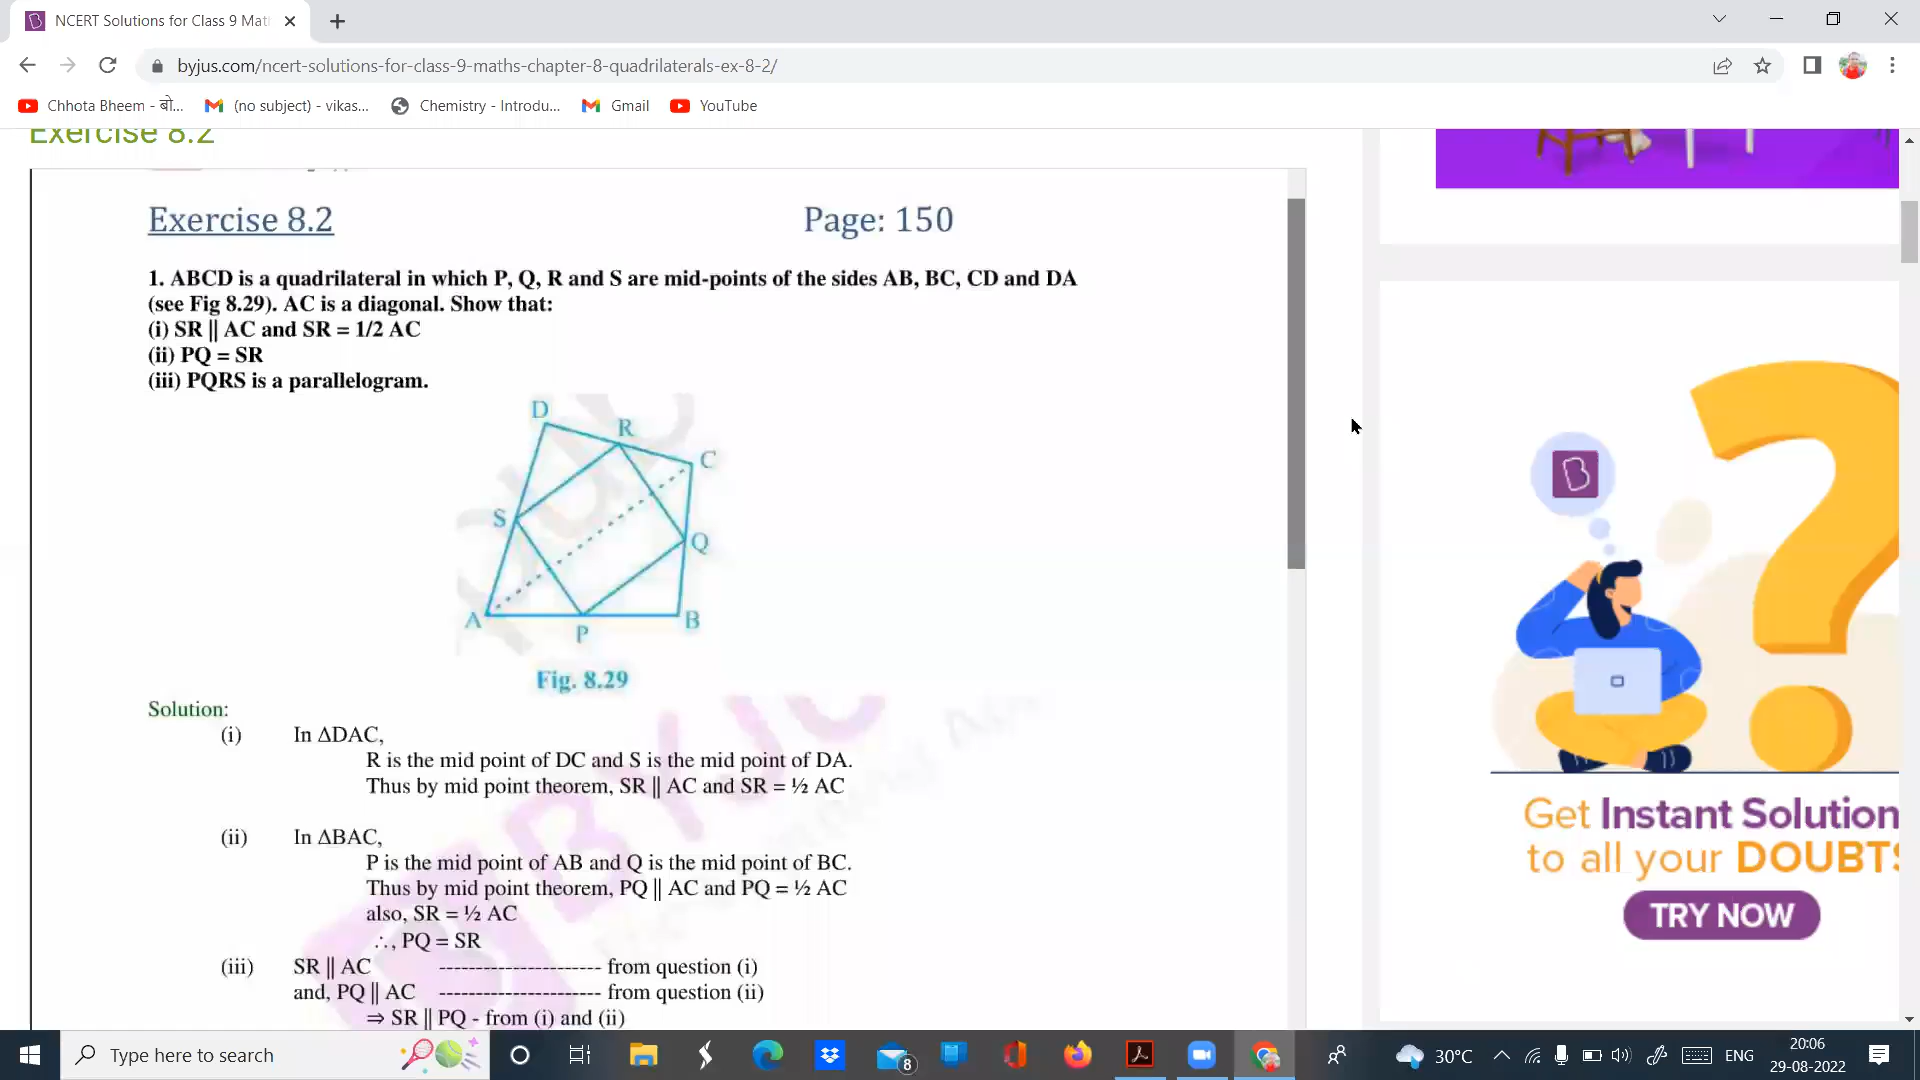 NCERT Solutions for Class 9 Mat
byjus.com/ncert-solutions-for-class-9-maths-chapter-8-quadrilaterals-ex-8-2/
Chhota Bheem - बो...
(no subject) - vikas...
Chemistry - Introdu...
Gmail
YouTube
Exercise 8.2
Exercise 8.2
Page: 150
1. ABCD is a quadrilateral in which P, Q, R and S are mid-points of the sides AB, BC, CD and DA
(see Fig 8.29). AC is a diagonal. Show that:
(i) SR || AC and SR = 1/2 AC
(ii) PQ = SR
(iii) PQRS is a parallelogram.
D
R
C
S
Q
A
B
P
Fig. 8.29
Solution:
(i) In ΔDAC,
R is the mid point of DC and S is the mid point of DA.
Thus by mid point theorem, SR || AC and SR = ½ AC
(ii) In ΔBAC,
P is the mid point of AB and Q is the mid point of BC.
Thus by mid point theorem, PQ || AC and PQ = ½ AC
also, SR = ½ AC
∴, PQ = SR
(iii) SR || AC ---------------------- from question (i)
and, PQ || AC ---------------------- from question (ii)
⇒ SR || PQ - from (i) and (ii)
BYJU
B
Get Instant Solution
to all your DOUBTS
TRY NOW
Type here to search
8
30°C
ENG
20:06
29-08-2022